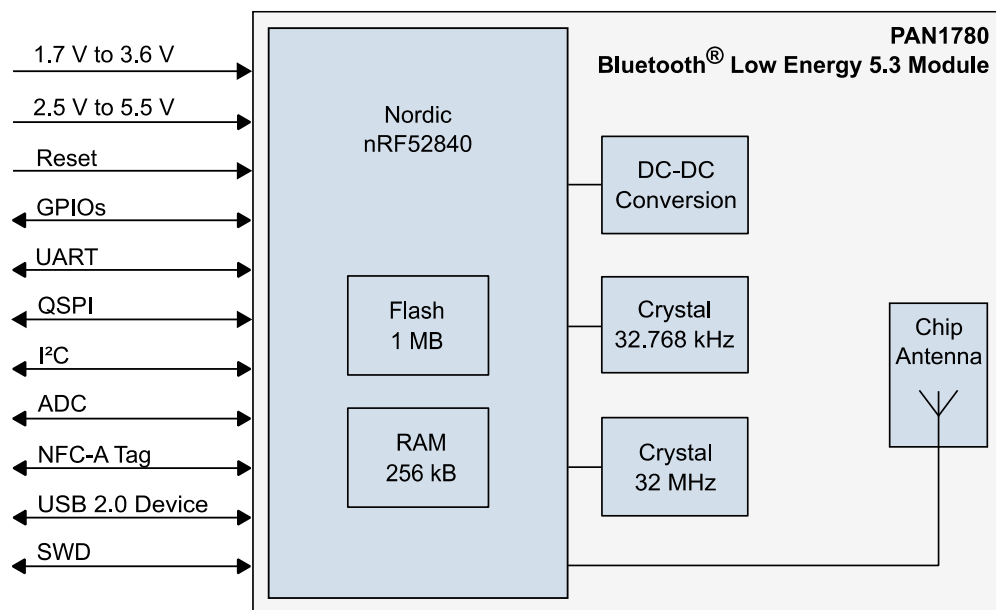 PAN1780
Bluetooth® Low Energy 5.3 Module
1.7 V to 3.6 V
2.5 V to 5.5 V
Reset
GPIOs
UART
QSPI
I²C
ADC
NFC-A Tag
USB 2.0 Device
SWD
Nordic
nRF52840
Flash
1 MB
RAM
256 kB
DC-DC
Conversion
Crystal
32.768 kHz
Crystal
32 MHz
Chip
Antenna